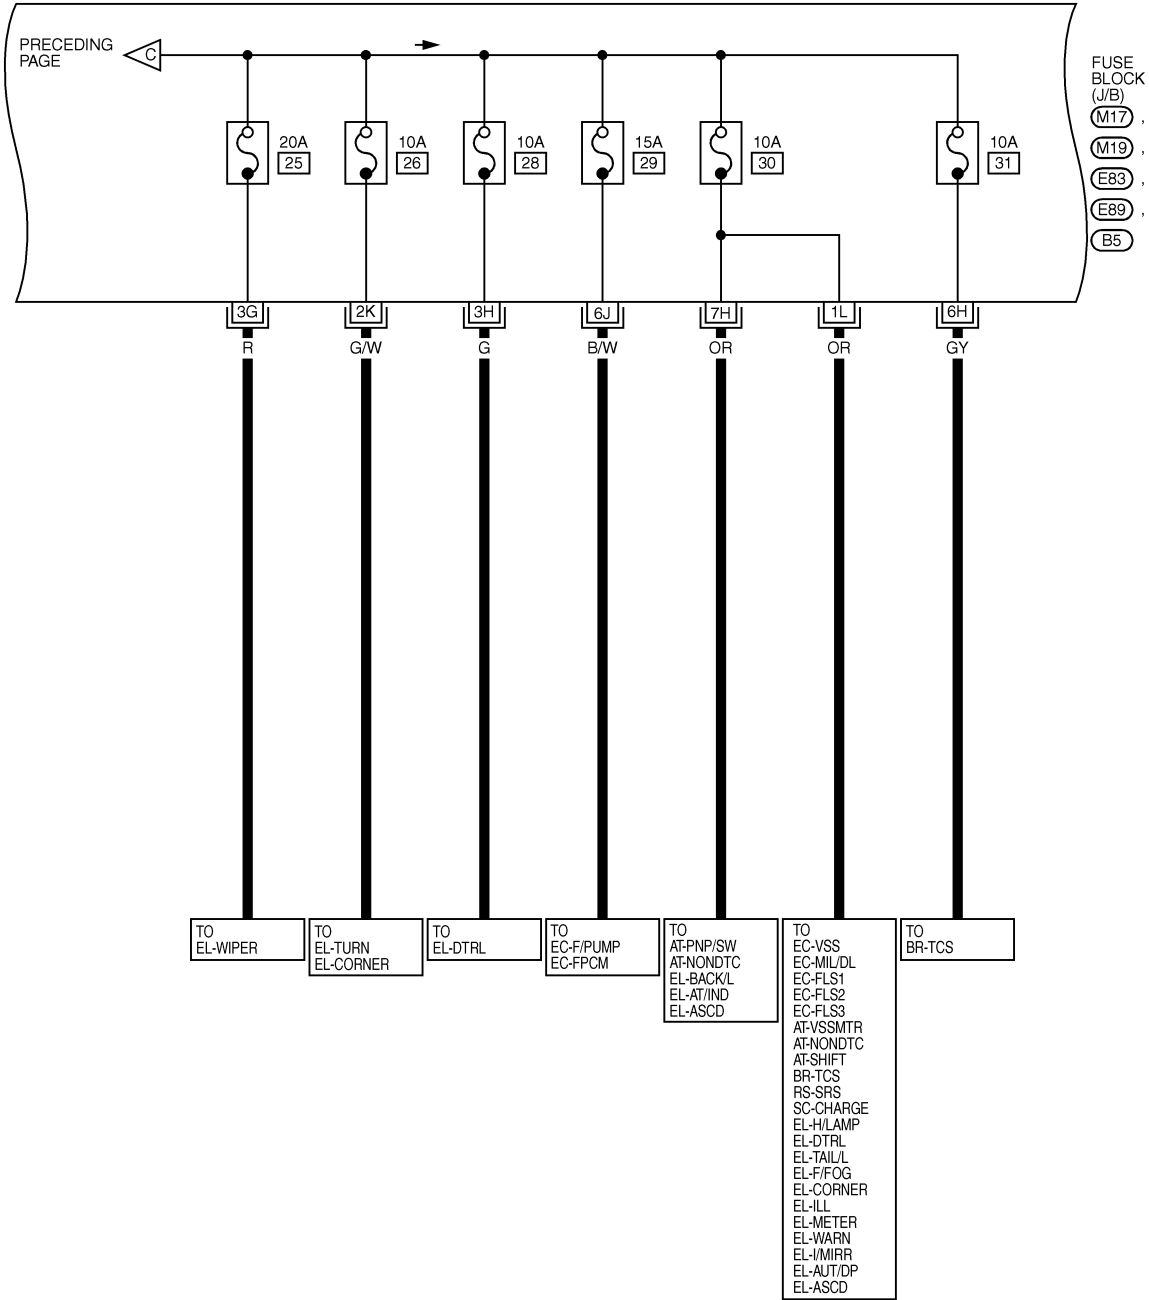 PRECEDING
PAGE
C
20A
25
10A
26
10A
28
15A
29
10A
30
10A
31
FUSE
BLOCK
(J/B)
M17 ,
M19 ,
E83 ,
E89 ,
B5
3G
2K
3H
6J
7H
1L
6H
R
G/W
G
B/W
OR
OR
GY
TO
EL-WIPER
TO
EL-TURN
EL-CORNER
TO
EL-DTRL
TO
EC-F/PUMP
EC-FPCM
TO
AT-PNP/SW
AT-NONDTC
EL-BACK/L
EL-AT/IND
EL-ASCD
TO
EC-VSS
EC-MIL/DL
EC-FLS1
EC-FLS2
EC-FLS3
AT-VSSMTR
AT-NONDTC
AT-SHIFT
BR-TCS
RS-SRS
SC-CHARGE
EL-H/LAMP
EL-DTRL
EL-TAIL/L
EL-F/FOG
EL-CORNER
EL-ILL
EL-METER
EL-WARN
EL-I/MIRR
EL-AUT/DP
EL-ASCD
TO
BR-TCS